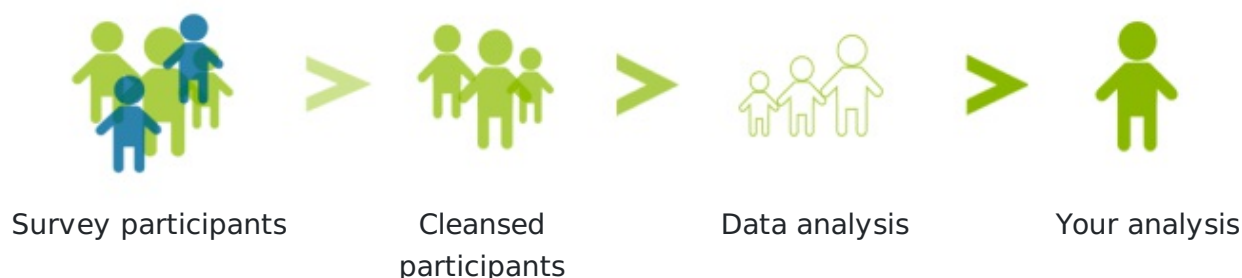 Survey participants
Cleansed
participants
Data analysis
Your analysis